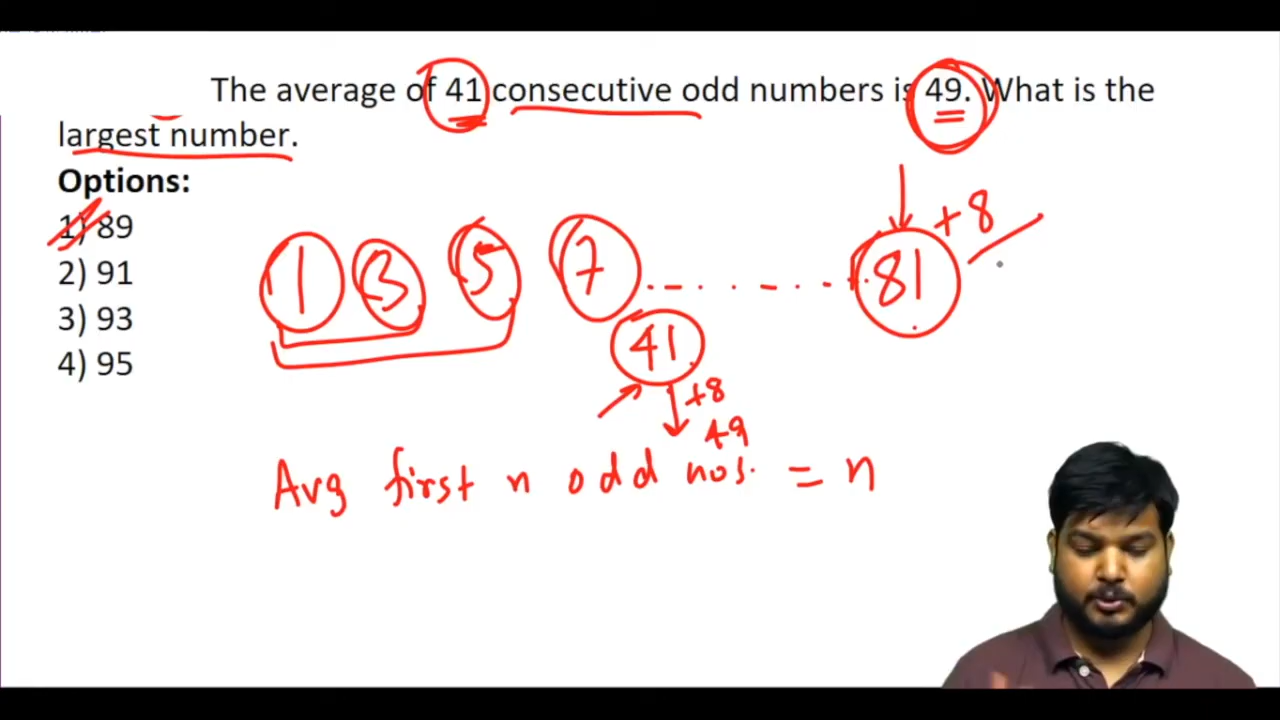 The average of 41 consecutive odd numbers is 49. What is the
largest number.
Options:
1) 89
2) 91
3) 93
4) 95
1 3 5 7 ......... 81 +8
41
+8
49
Avg first n odd nos. = n